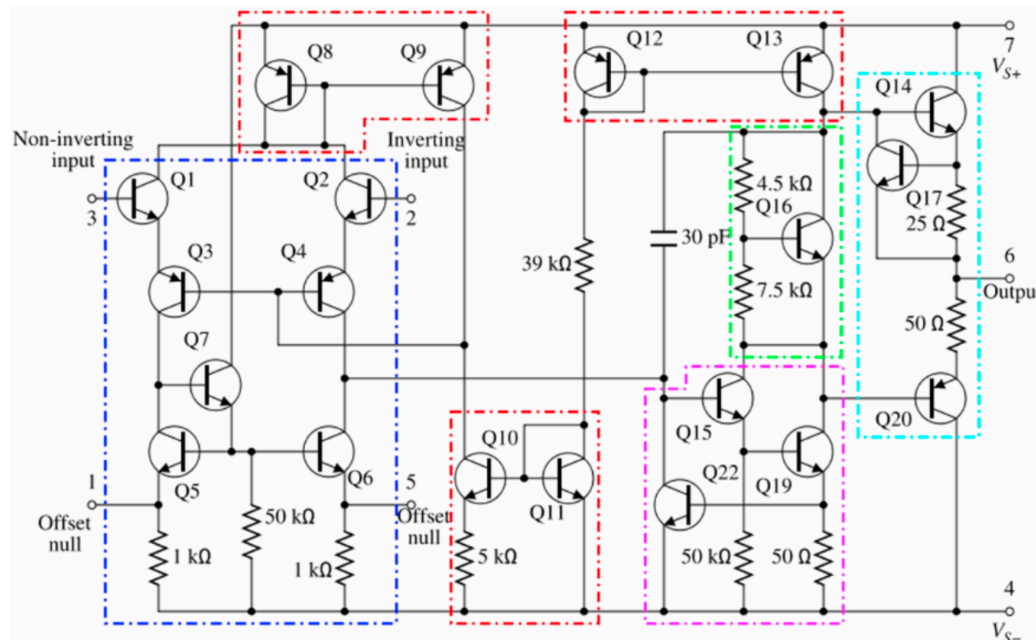 Q8
Q9
Q12
Q13
7
V_S+
Q14
Non-inverting
input
Inverting
input
Q1
Q2
3
2
4.5 kΩ
Q16
Q17
25 Ω
Q3
Q4
39 kΩ
30 pF
6
Output
7.5 kΩ
50 Ω
Q7
Q15
Q20
Q10
Q22
Q19
Q5
Q6
1
5
Offset
null
50 kΩ
Offset
null
Q11
1 kΩ
1 kΩ
5 kΩ
50 kΩ
50 Ω
4
V_S−